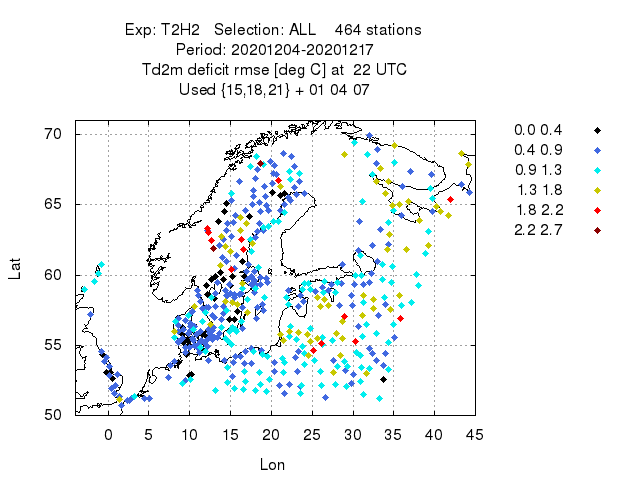 Exp: T2H2 Selection: ALL 464 stations
Period: 20201204-20201217
Td2m deficit rmse [deg C] at 22 UTC
Used {15,18,21} + 01 04 07
0.0 0.4
0.4 0.9
0.9 1.3
1.3 1.8
1.8 2.2
2.2 2.7
70
65
60
55
50
Lat
0 5 10 15 20 25 30 35 40 45
Lon